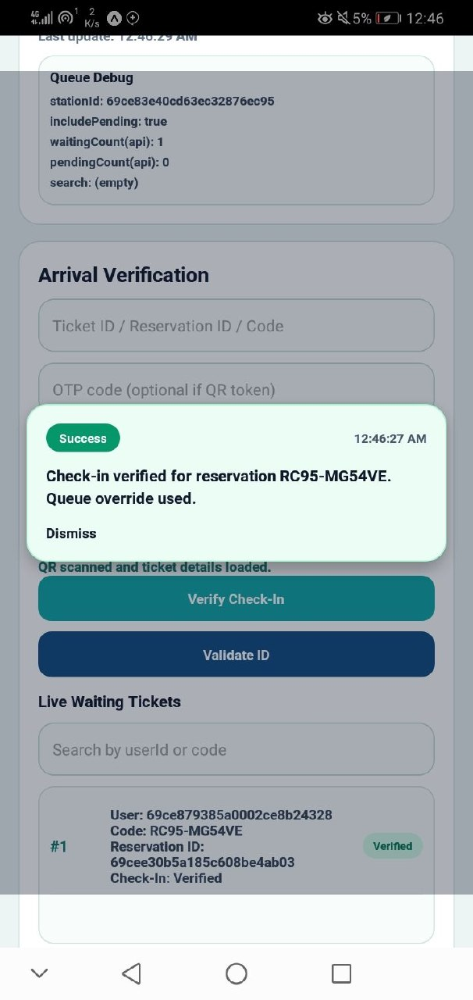 4G 1 2 K/s 5% 12:46
Last update: 12:46:29 AM
Queue Debug
stationId: 69ce83e40cd63ec32876ec95
includePending: true
waitingCount(api): 1
pendingCount(api): 0
search: (empty)
Arrival Verification
Ticket ID / Reservation ID / Code
OTP code (optional if QR token)
Success 12:46:27 AM
Check-in verified for reservation RC95-MG54VE.
Queue override used.
Dismiss
QR scanned and ticket details loaded.
Verify Check-In
Validate ID
Live Waiting Tickets
Search by userId or code
User: 69ce879385a0002ce8b24328
Code: RC95-MG54VE
#1
Reservation ID:
69cee30b5a185c608be4ab03
Check-In: Verified
Verified